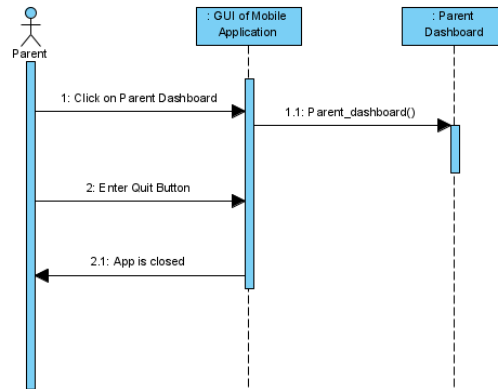 : GUI of Mobile
Application
: Parent
Dashboard
Parent
1: Click on Parent Dashboard
1.1: Parent_dashboard()
2: Enter Quit Button
2.1: App is closed